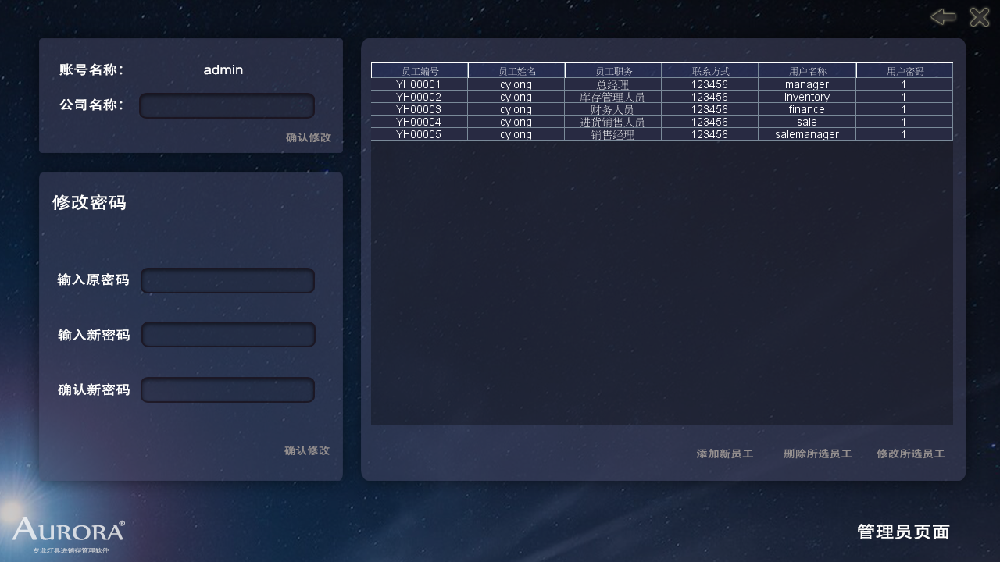 账号名称： admin
公司名称：
确认修改
修改密码
输入原密码
输入新密码
确认新密码
确认修改
员工编号 员工姓名 员工职务 联系方式 用户名称 用户密码
YH00001 cylong 总经理 123456 manager 1
YH00002 cylong 库存管理人员 123456 inventory 1
YH00003 cylong 财务人员 123456 finance 1
YH00004 cylong 进货销售人员 123456 sale 1
YH00005 cylong 销售经理 123456 salemanager 1
添加新员工 删除所选员工 修改所选员工
AURORA®
专业灯具进销存管理软件
管理员页面